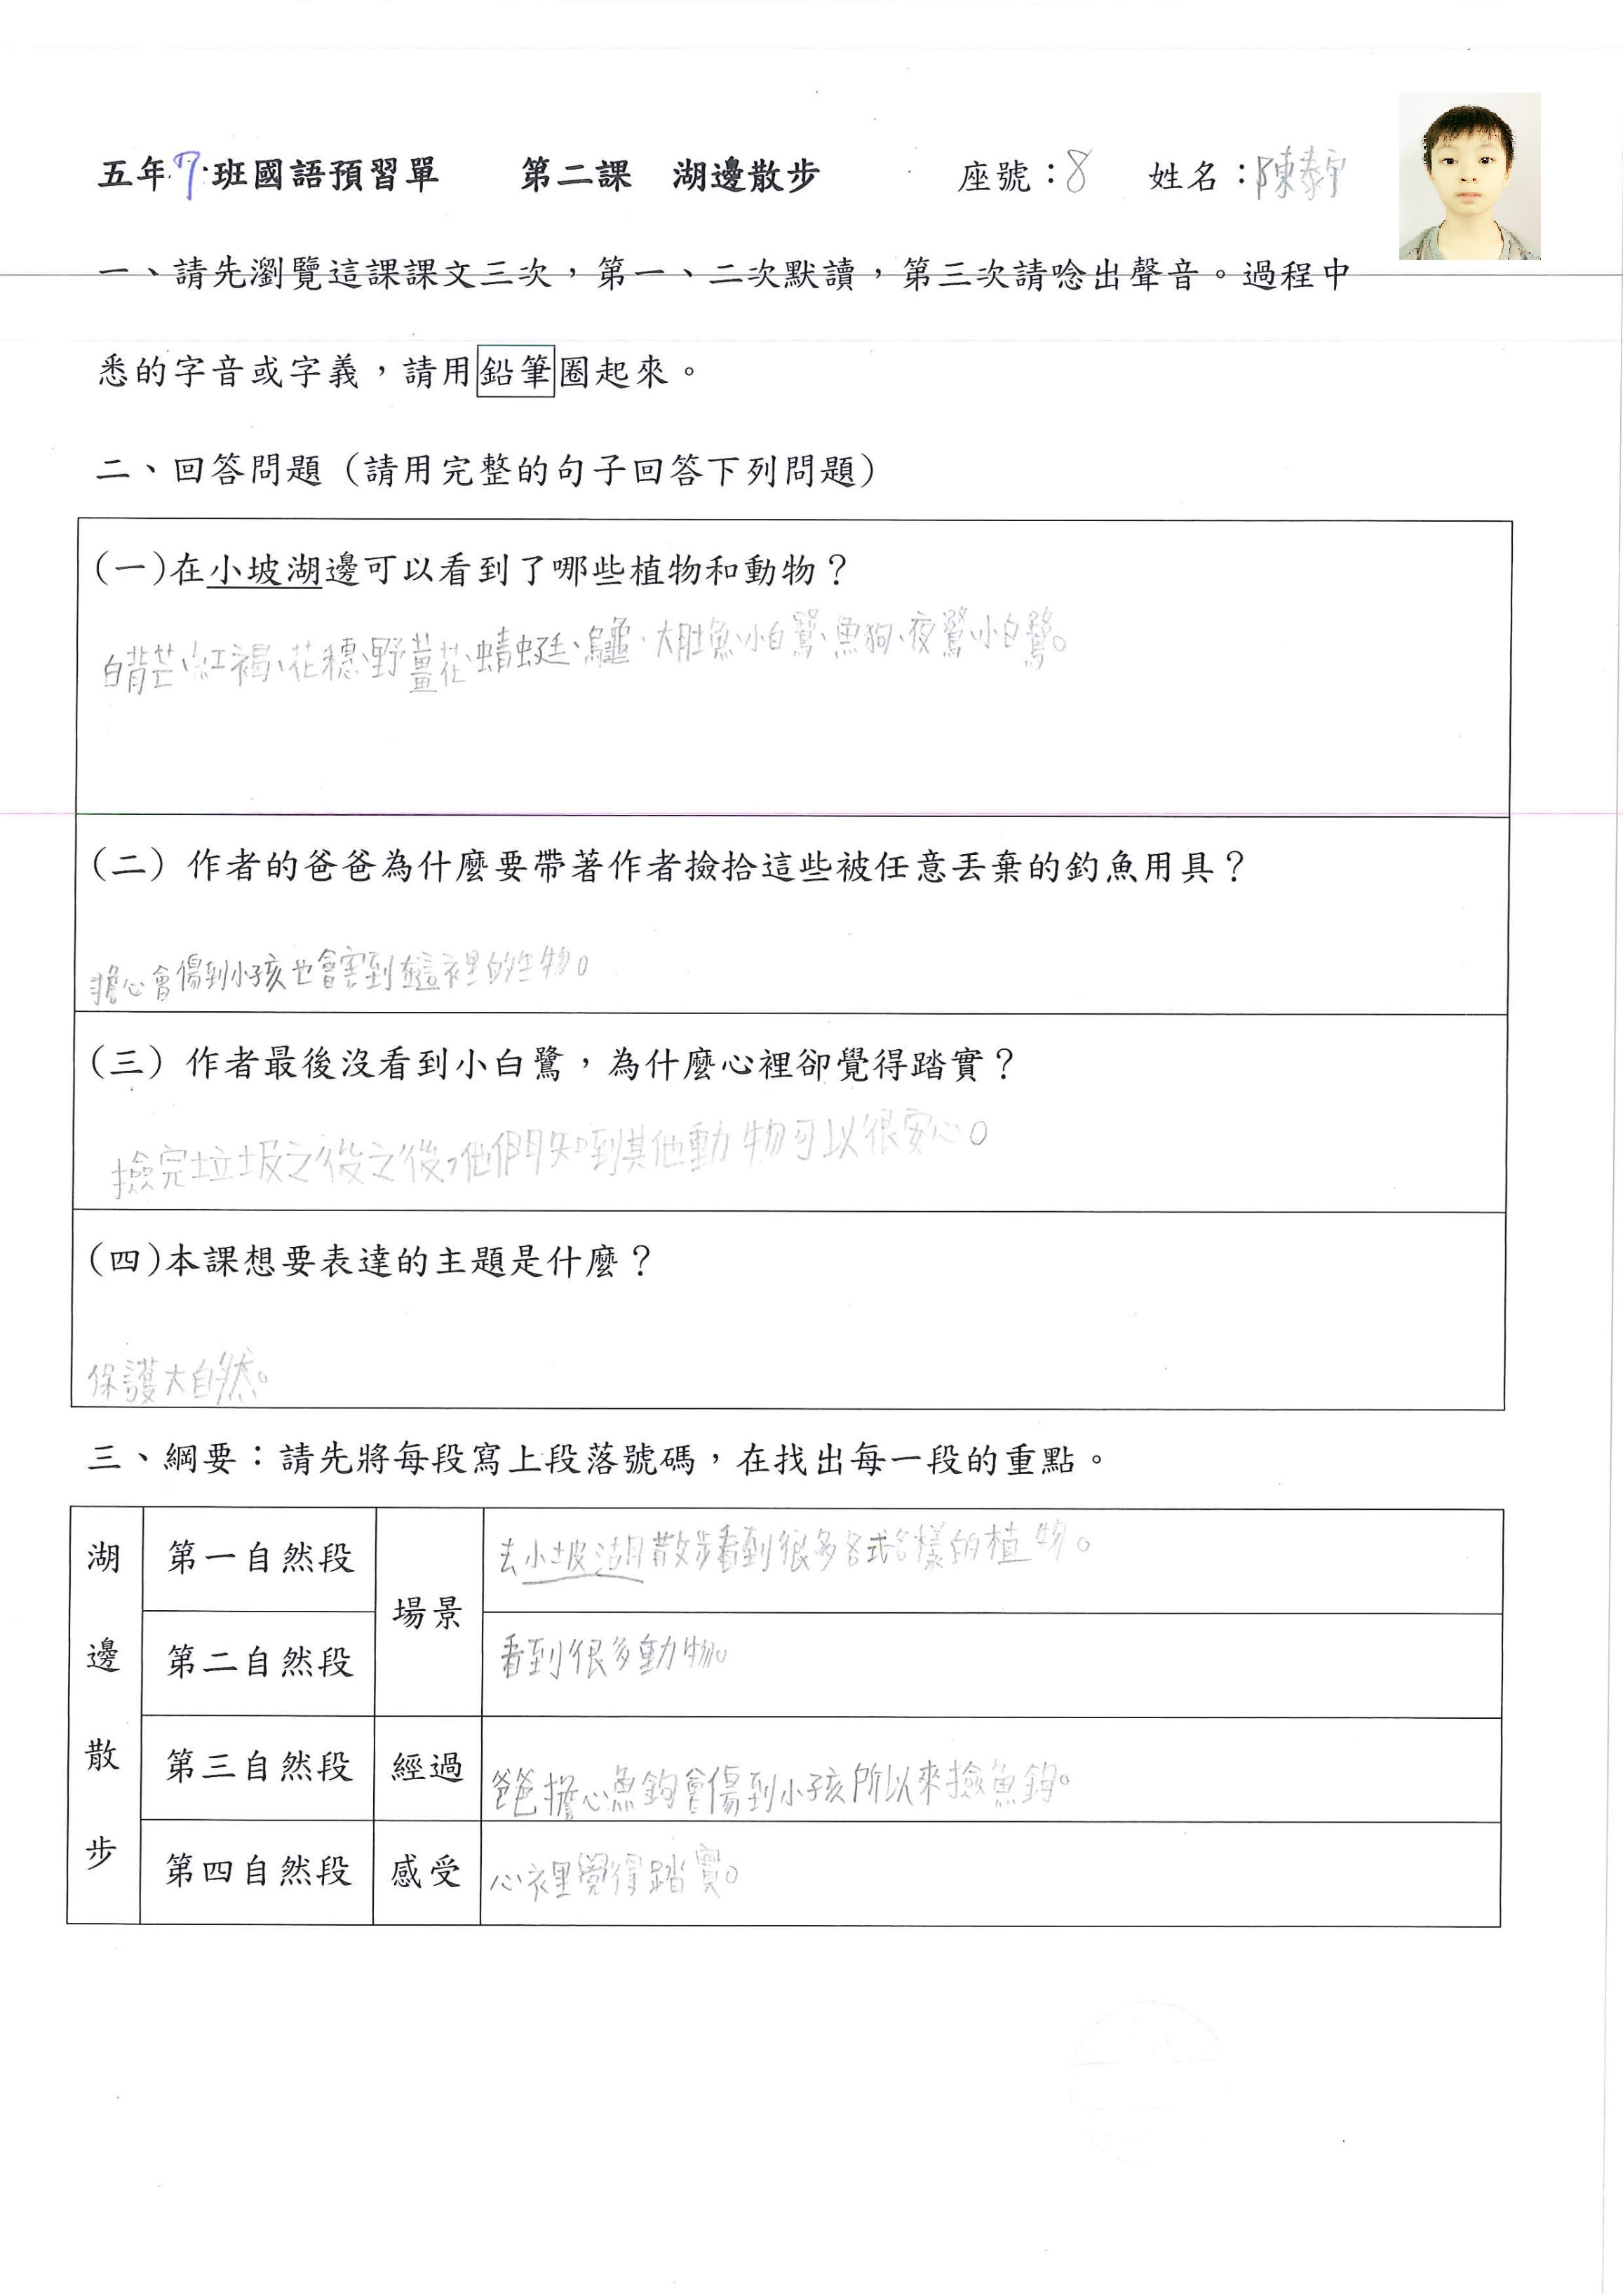 五年7班國語預習單 第二課 湖邊散步 座號：8 姓名：陳泰宇
一、請先瀏覽這課課文三次，第一、二次默讀，第三次請唸出聲音。過程中
悉的字音或字義，請用鉛筆圈起來。
二、回答問題（請用完整的句子回答下列問題）
(一)在小坡湖邊可以看到了哪些植物和動物？
白背芒、紅褐、花穗、野薑花、蜻蜓、烏龜、大肚魚、小白鷺、魚狗、夜鷺、小白鷺。
(二) 作者的爸爸為什麼要帶著作者撿拾這些被任意丟棄的釣魚用具？
擔心會傷到小孩也會害到這裡的生物。
(三) 作者最後沒看到小白鷺，為什麼心裡卻覺得踏實？
撿完垃圾之後之後，他們知到其他動物可以很安心。
(四)本課想要表達的主題是什麼？
保護大自然。
三、綱要：請先將每段寫上段落號碼，在找出每一段的重點。
湖邊散步
第一自然段 場景 去小坡湖散步看到很多各式各樣的植物。
第二自然段 看到很多動物。
第三自然段 經過 爸爸擔心魚鉤會傷到小孩所以來撿魚鉤。
第四自然段 感受 心裡覺得踏實。